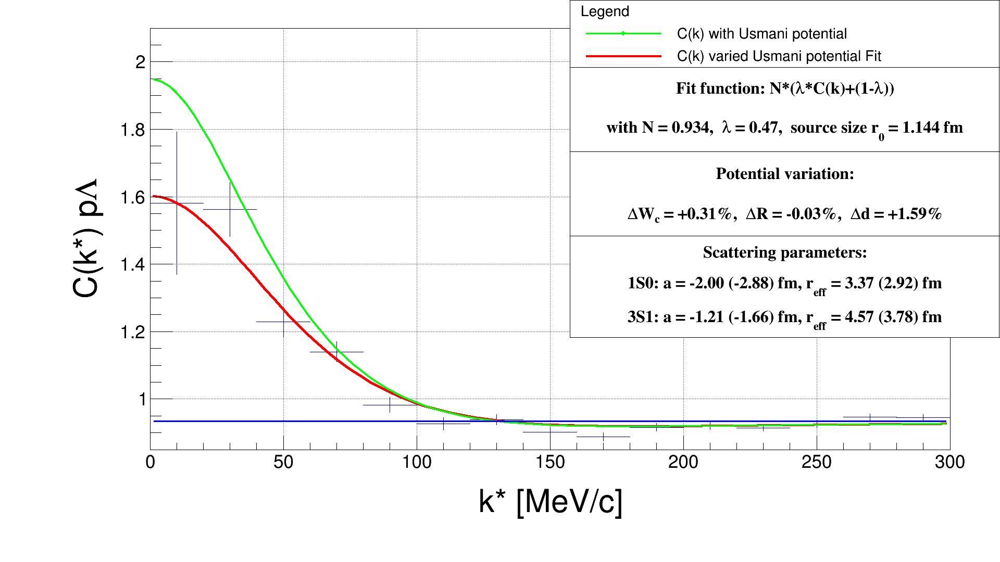 Legend
C(k) with Usmani potential
C(k) varied Usmani potential Fit
Fit function: N*(λ*C(k)+(1-λ))
with N = 0.934, λ = 0.47, source size r0 = 1.144 fm
Potential variation:
ΔWc = +0.31%, ΔR = -0.03%, Δd = +1.59%
Scattering parameters:
1S0: a = -2.00 (-2.88) fm, reff = 3.37 (2.92) fm
3S1: a = -1.21 (-1.66) fm, reff = 4.57 (3.78) fm
C(k*) pΛ
2
1.8
1.6
1.4
1.2
1
0 50 100 150 200 250 300
k* [MeV/c]